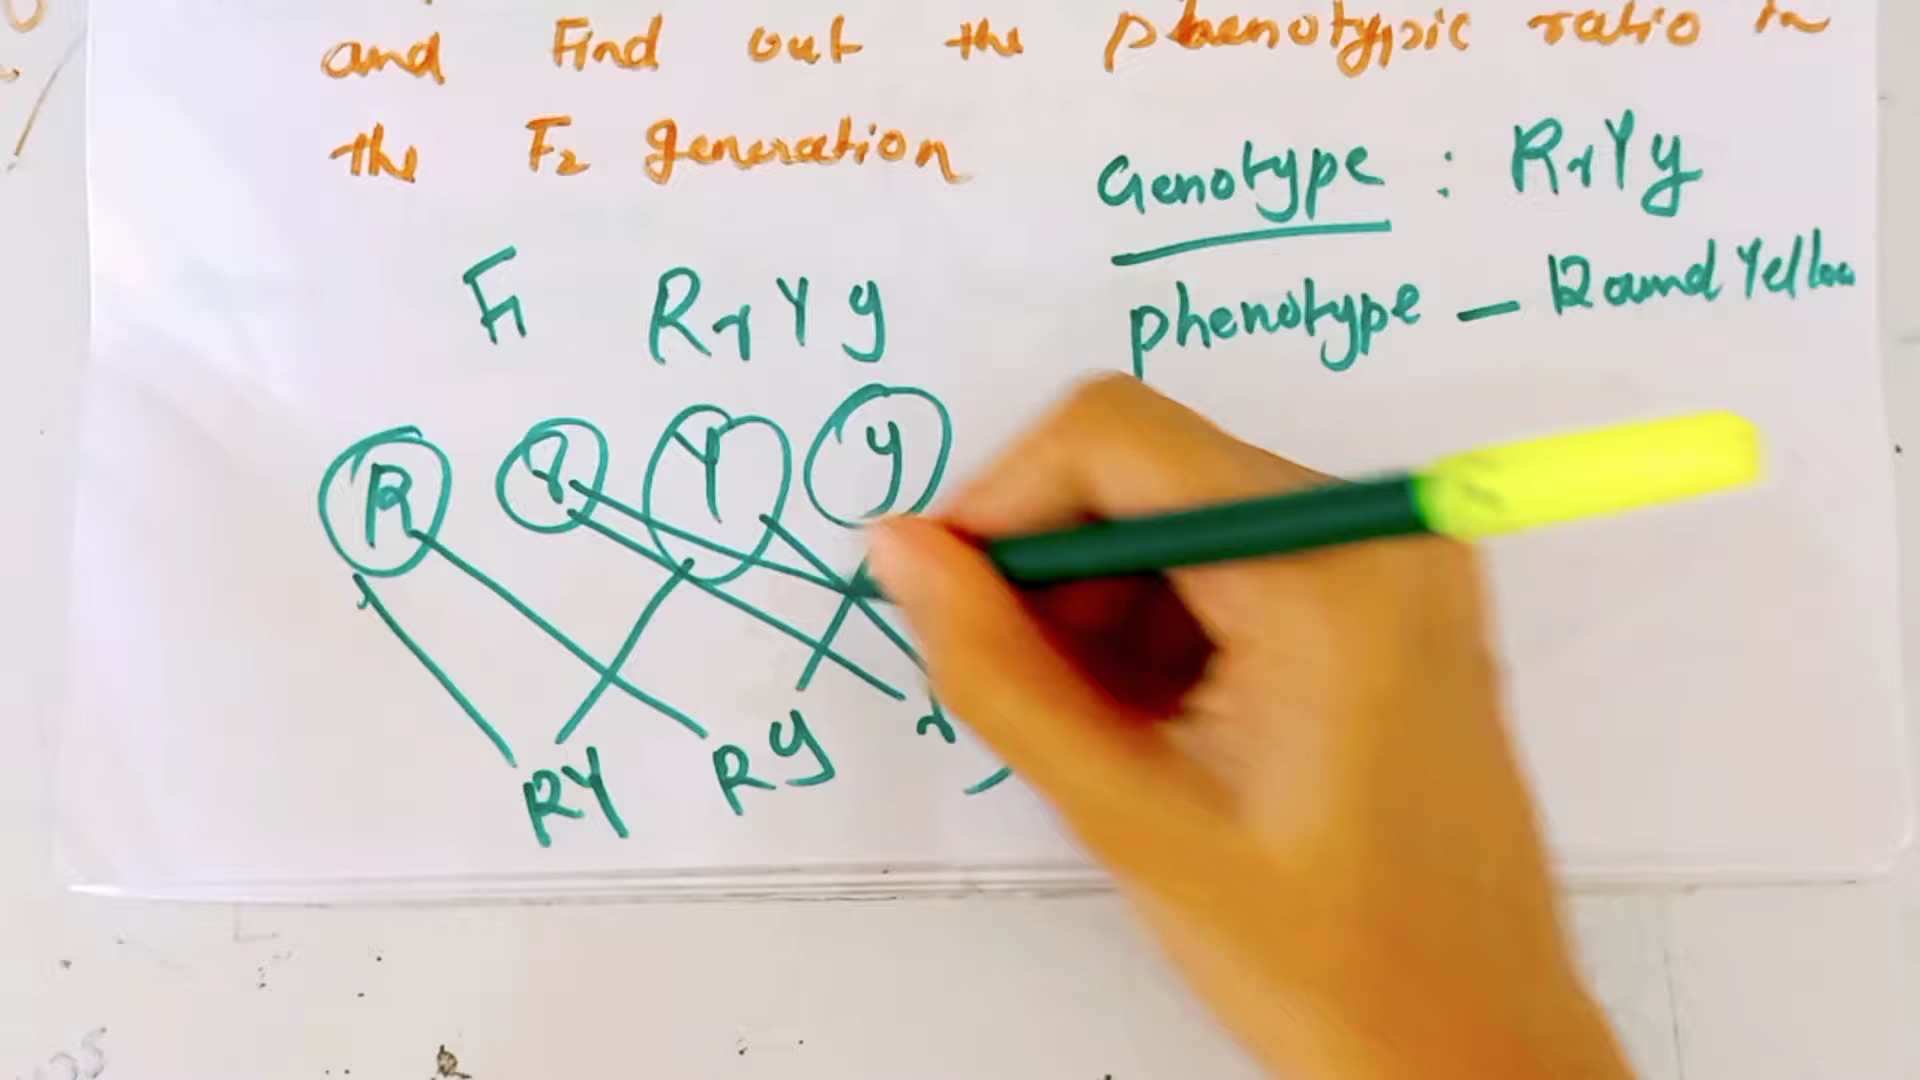 and Find out the phenotypic ratio in
the F2 generation
Genotype : RrYy
phenotype — Round Yellow
F1 RrYy
R r Y y
RY Ry r